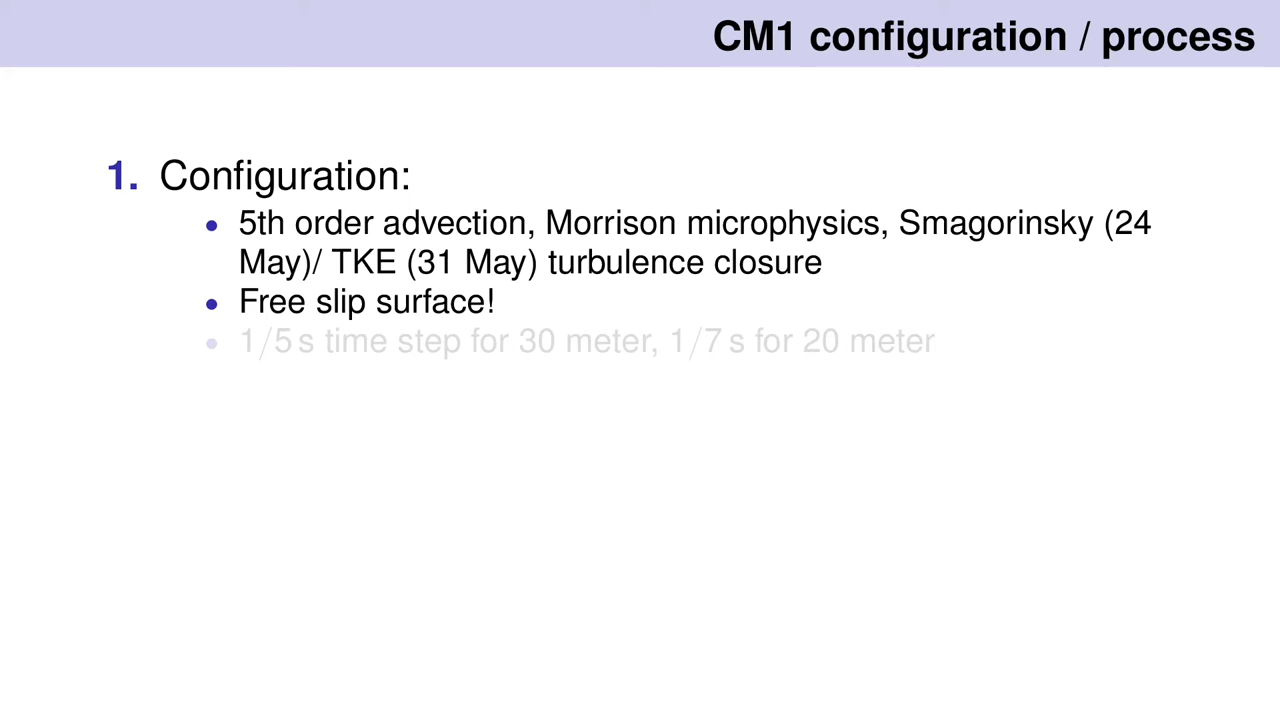 CM1 configuration / process
1. Configuration:
• 5th order advection, Morrison microphysics, Smagorinsky (24
May)/ TKE (31 May) turbulence closure
• Free slip surface!
• 1/5 s time step for 30 meter, 1/7 s for 20 meter